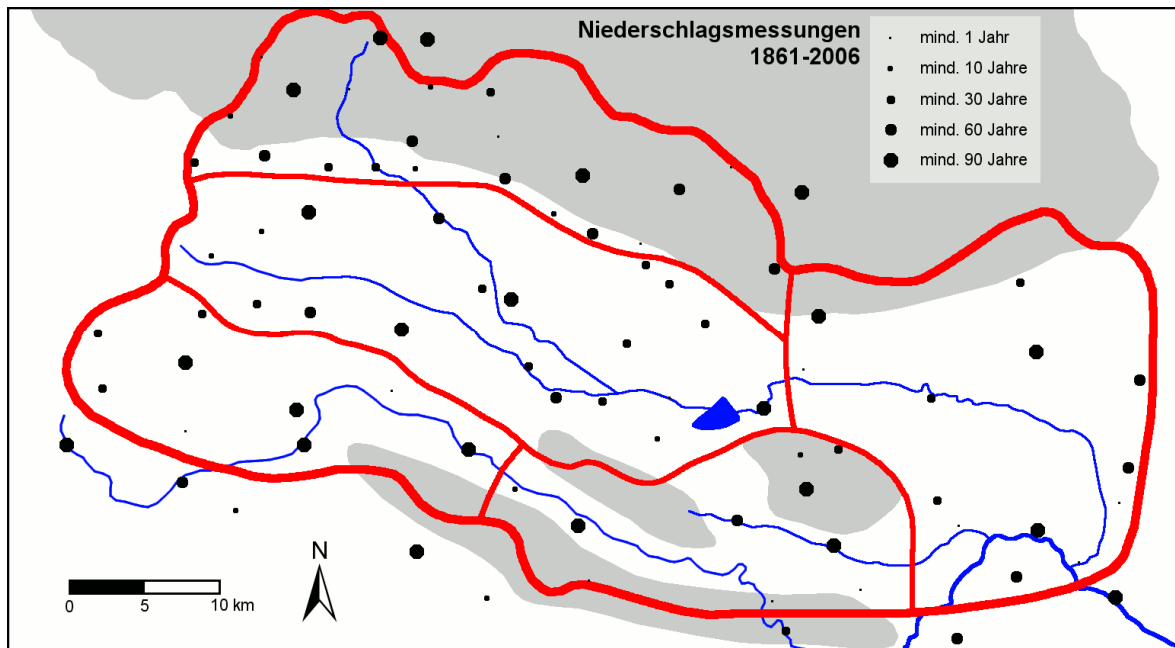 Niederschlagsmessungen
1861-2006
mind. 1 Jahr
mind. 10 Jahre
mind. 30 Jahre
mind. 60 Jahre
mind. 90 Jahre
N
0 5 10 km